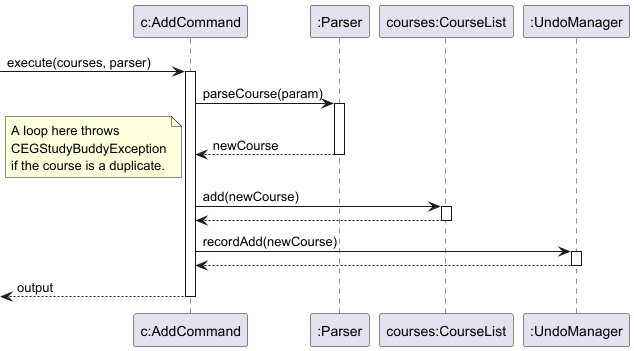 c:AddCommand
:Parser
courses:CourseList
:UndoManager
execute(courses, parser)
parseCourse(param)
A loop here throws
CEGStudyBuddyException
if the course is a duplicate.
newCourse
add(newCourse)
recordAdd(newCourse)
output
c:AddCommand
:Parser
courses:CourseList
:UndoManager